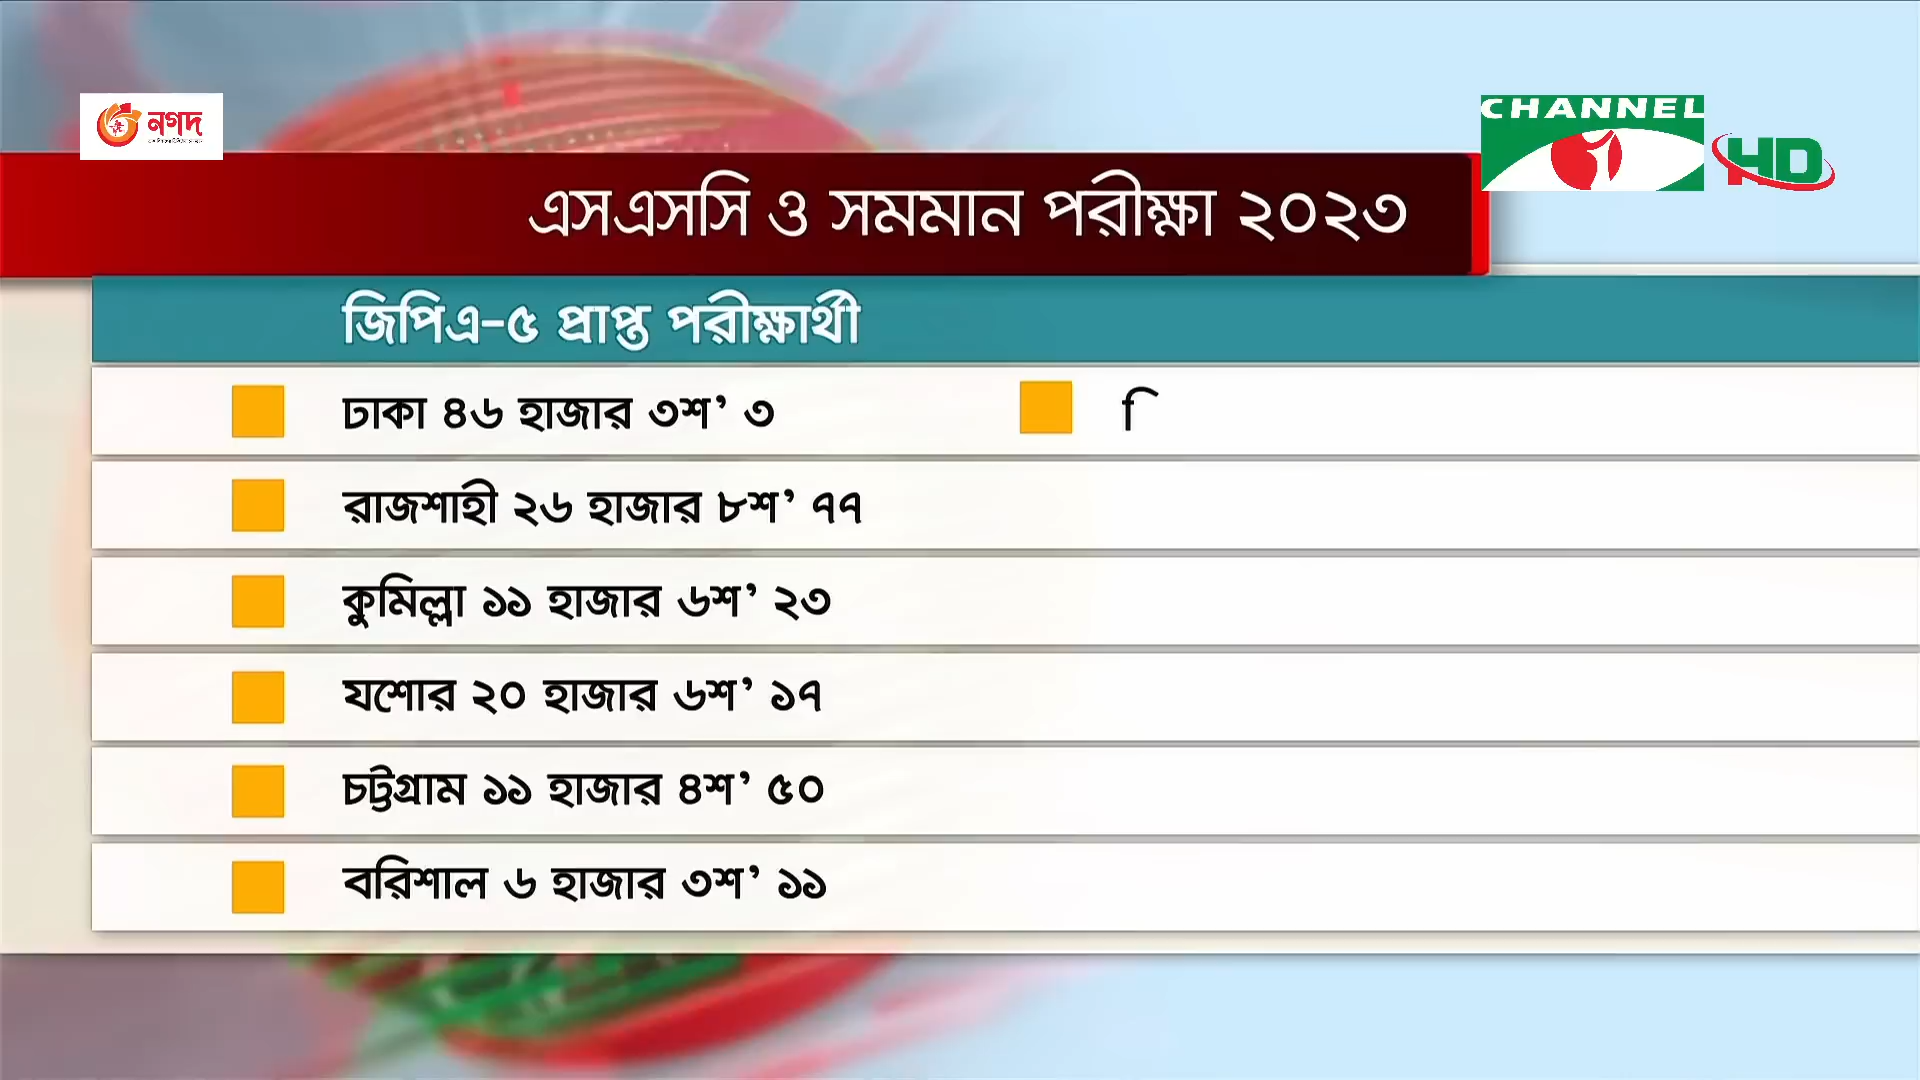 নগদ
CHANNEL
HD
এসএসসি ও সমমান পরীক্ষা ২০২৩
জিপিএ-৫ প্রাপ্ত পরীক্ষার্থী
ঢাকা ৪৬ হাজার ৩শ’ ৩
ি
রাজশাহী ২৬ হাজার ৮শ’ ৭৭
কুমিল্লা ১১ হাজার ৬শ’ ২৩
যশোর ২০ হাজার ৬শ’ ১৭
চট্টগ্রাম ১১ হাজার ৪শ’ ৫০
বরিশাল ৬ হাজার ৩শ’ ১১